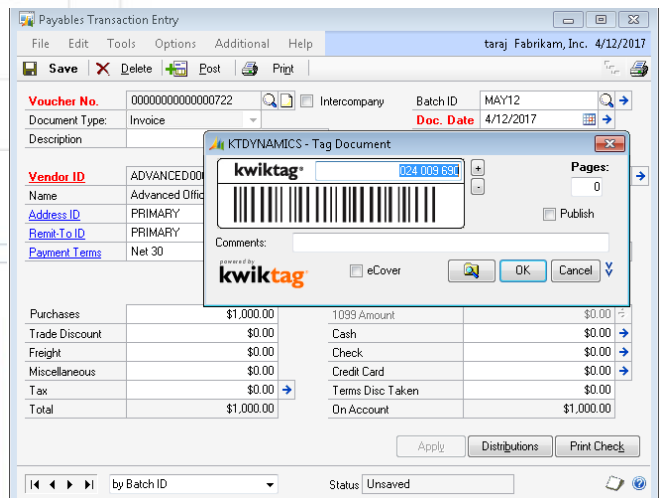 Payables Transaction Entry
File Edit Tools Options Additional Help taraj Fabrikam, Inc. 4/12/2017
Save Delete Post Print
Voucher No. 00000000000000722 Intercompany Batch ID MAY12
Document Type: Invoice Doc. Date 4/12/2017
Description
KTDYNAMICS - Tag Document
kwiktag 024 009 690 + Pages:
- 0
Publish
Comments:
powered by
kwiktag eCover OK Cancel
Vendor ID ADVANCED00
Name Advanced Offic
Address ID PRIMARY
Remit-To ID PRIMARY
Payment Terms Net 30
Purchases $1,000.00 1099 Amount $0.00
Trade Discount $0.00 Cash $0.00
Freight $0.00 Check $0.00
Miscellaneous $0.00 Credit Card $0.00
Tax $0.00 Terms Disc Taken $0.00
Total $1,000.00 On Account $1,000.00
Apply Distributions Print Check
by Batch ID Status Unsaved